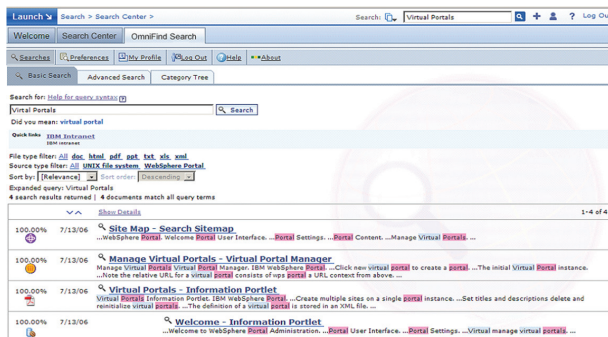 Launch Search > Search Center > Search: Virtual Portals ? Log Ou
Welcome Search Center OmniFind Search
Searches Preferences My Profile Log Out Help About
Basic Search Advanced Search Category Tree
Search for: Help for query syntax ?
Virtal Portals Search
Did you mean: virtual portal
Quick links IBM Intranet
IBM intranet
File type filter: All doc html pdf ppt txt xls xml
Source type filter: All UNIX file system WebSphere Portal
Sort by: [Relevance] Sort order: Descending
Expanded query: Virtual Portals
4 search results returned | 4 documents match all query terms
Show Details 1-4 of 4
100.00% 7/13/06 Site Map - Search Sitemap
...WebSphere Portal. Welcome Portal User Interface. ...Portal Settings. ...Portal Content. ...Manage Virtual Portals. ...
100.00% 7/13/06 Manage Virtual Portals - Virtual Portal Manager
Manage Virtual Portals Virtual Portal Manager. IBM WebSphere Portal. ...Click new virtual portal to create a portal. ...The initial Virtual Portal instance.
...Note the relative URL for a virtual portal consists of ups portal a URL context from above. ...
100.00% 7/13/06 Virtual Portals - Information Portlet
Virtual Portals Information Portlet. IBM WebSphere Portal. ...Create multiple sites on a single portal instance. ...Set titles and descriptions delete and
reinitialize virtual portals. ...The definition of a virtual portal is stored in an XML file. ...
100.00% 7/13/06 Welcome - Information Portlet
...Welcome to WebSphere Portal Administration. ...Portal User Interface. ...Portal Settings. ...Virtual manage virtual portals. ...